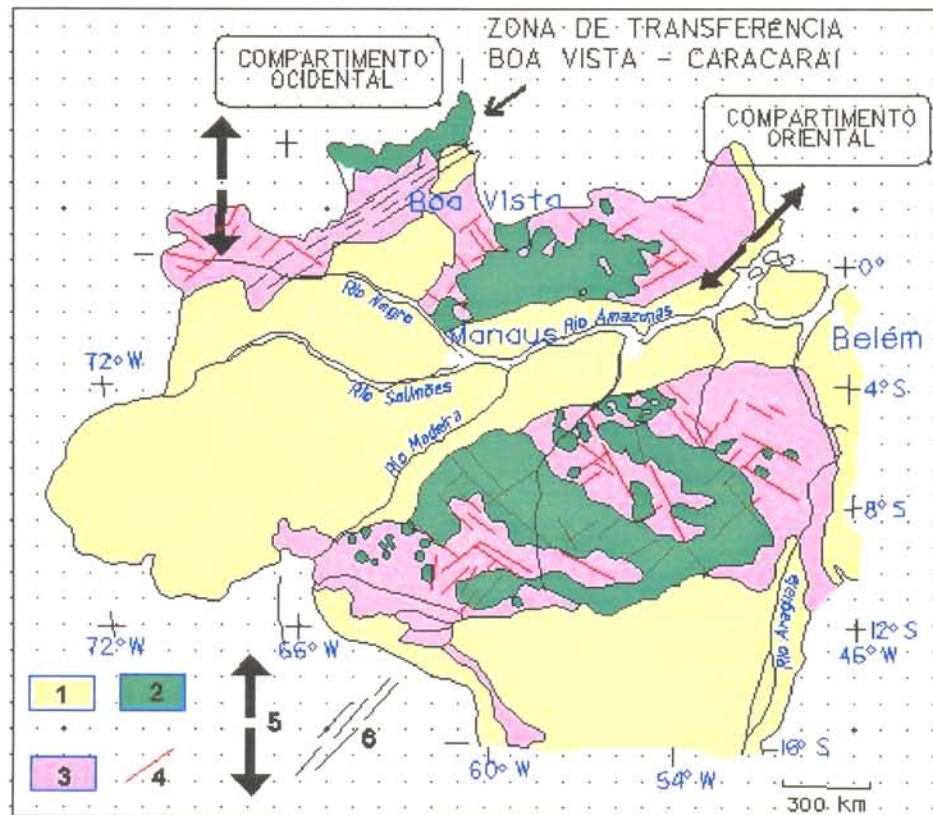 ZONA DE TRANSFERÊNCIA
BOA VISTA - CARACARAÍ
COMPARTIMENTO
OCIDENTAL
COMPARTIMENTO
ORIENTAL
Boa Vista
0°
Rio Negro
Manaus
Rio Amazonas
Belém
72° W
4° S
Rio Solimões
Rio Madeira
8° S
Rio Araguaia
72° W
66° W
12° S
46° W
1
2
5
6
3
4
16° S
60° W
54° W
300 km